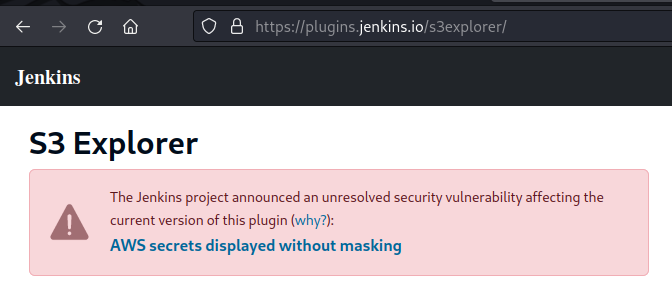 https://plugins.jenkins.io/s3explorer/
Jenkins
S3 Explorer
The Jenkins project announced an unresolved security vulnerability affecting the
current version of this plugin (why?):
AWS secrets displayed without masking